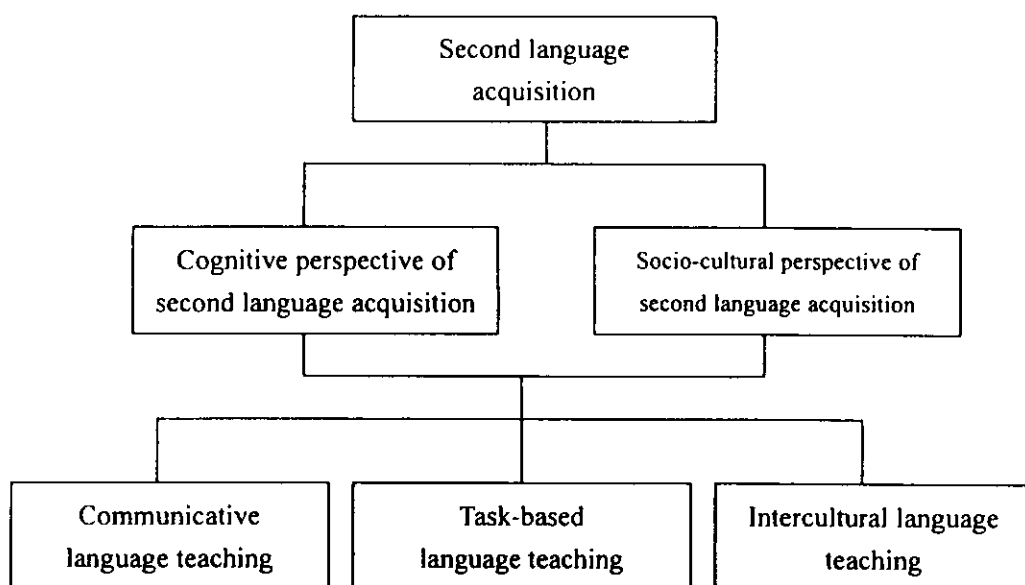 Second language
acquisition
Cognitive perspective of
second language acquisition
Socio-cultural perspective of
second language acquisition
Communicative
language teaching
Task-based
language teaching
Intercultural language
teaching